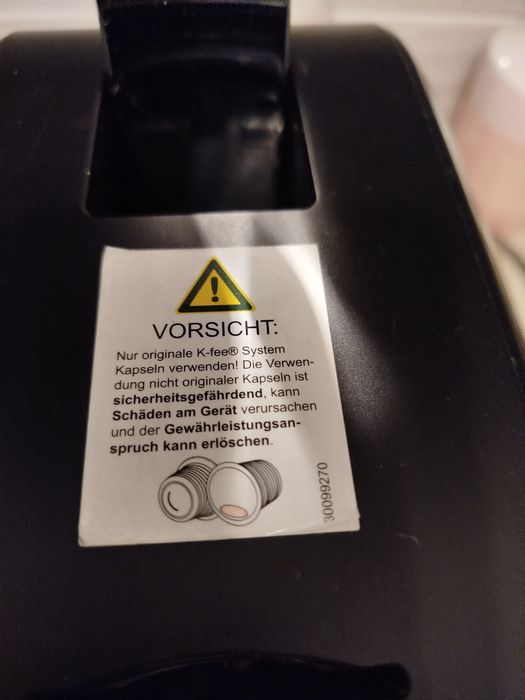 VORSICHT:
Nur originale K-fee® System
Kapseln verwenden! Die Verwen-
dung nicht originaler Kapseln ist
sicherheitsgefährdend, kann
Schäden am Gerät verursachen
und der Gewährleistungsan-
spruch kann erlöschen.
30099270